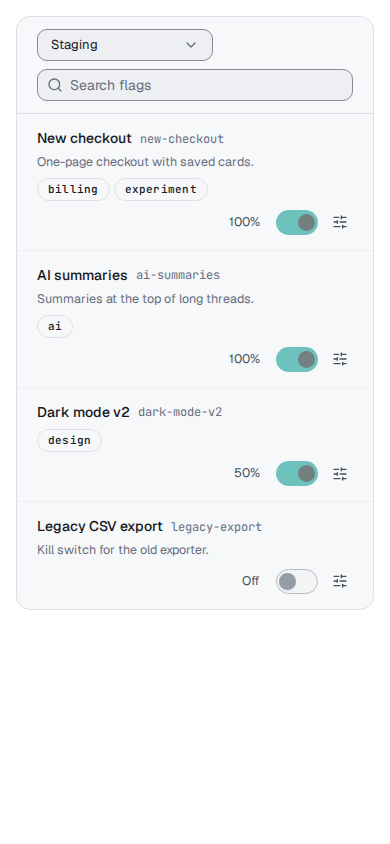 Staging
Search flags
New checkout new-checkout
One-page checkout with saved cards.
billing experiment
100%
AI summaries ai-summaries
Summaries at the top of long threads.
ai
100%
Dark mode v2 dark-mode-v2
design
50%
Legacy CSV export legacy-export
Kill switch for the old exporter.
Off